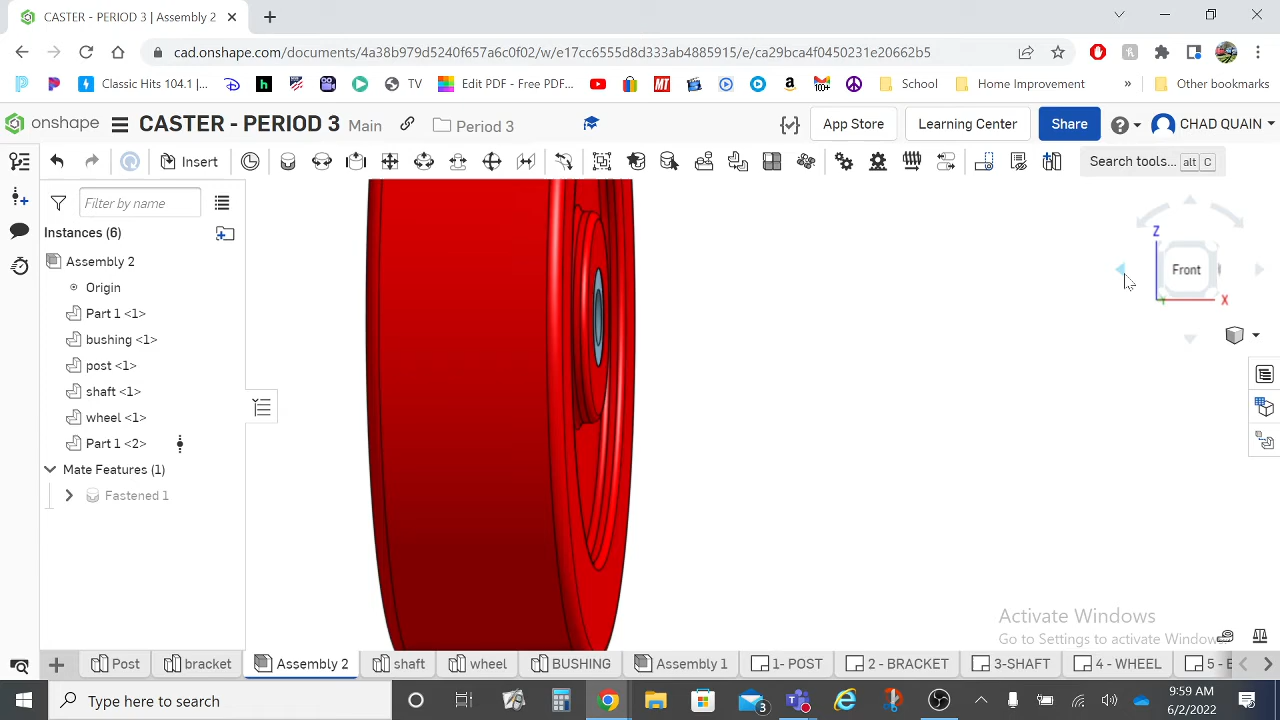 CASTER - PERIOD 3 | Assembly 2
cad.onshape.com/documents/4a38b979d5240f657a6c0f02/w/e17cc6555d8d333ab4885915/e/ca29bca4f0450231e20662b5
Classic Hits 104.1 |...
TV
Edit PDF - Free PDF...
MT
10+
School
Home Improvement
»
Other bookmarks
onshape
CASTER - PERIOD 3
Main
Period 3
App Store
Learning Center
Share
CHAD QUAIN
Insert
Search tools... alt C
Filter by name
Instances (6)
Assembly 2
Origin
Part 1 <1>
bushing <1>
post <1>
shaft <1>
wheel <1>
Part 1 <2>
Mate Features (1)
Fastened 1
Z
Front
X
Y
Activate Windows
Go to Settings to activate Window
Post
bracket
Assembly 2
shaft
wheel
BUSHING
Assembly 1
1- POST
2 - BRACKET
3-SHAFT
4 - WHEEL
Type here to search
3
9:59 AM
6/2/2022